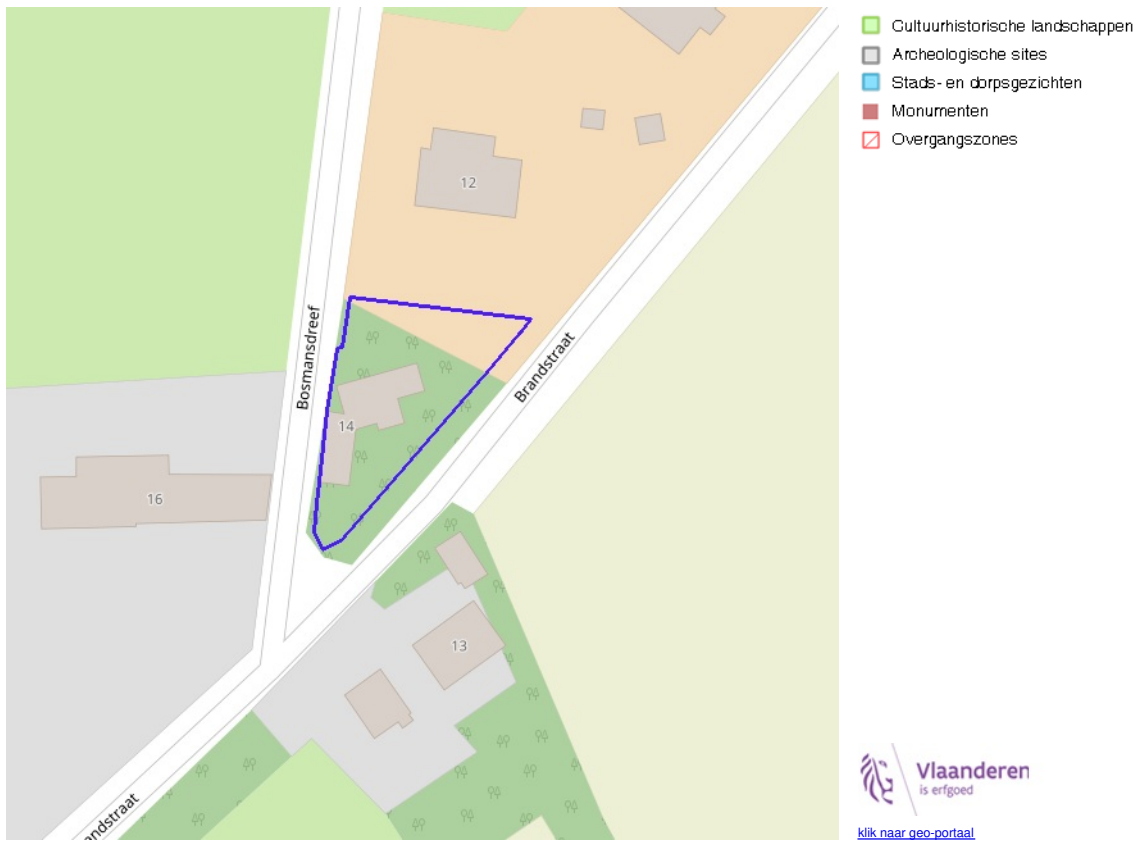 Cultuurhistorische landschappen
Archeologische sites
Stads- en dorpsgezichten
Monumenten
Overgangszones
12
Bosmansdreef
Brandstraat
14
16
13
andstraat
Vlaanderen
is erfgoed
klik naar geo-portaal